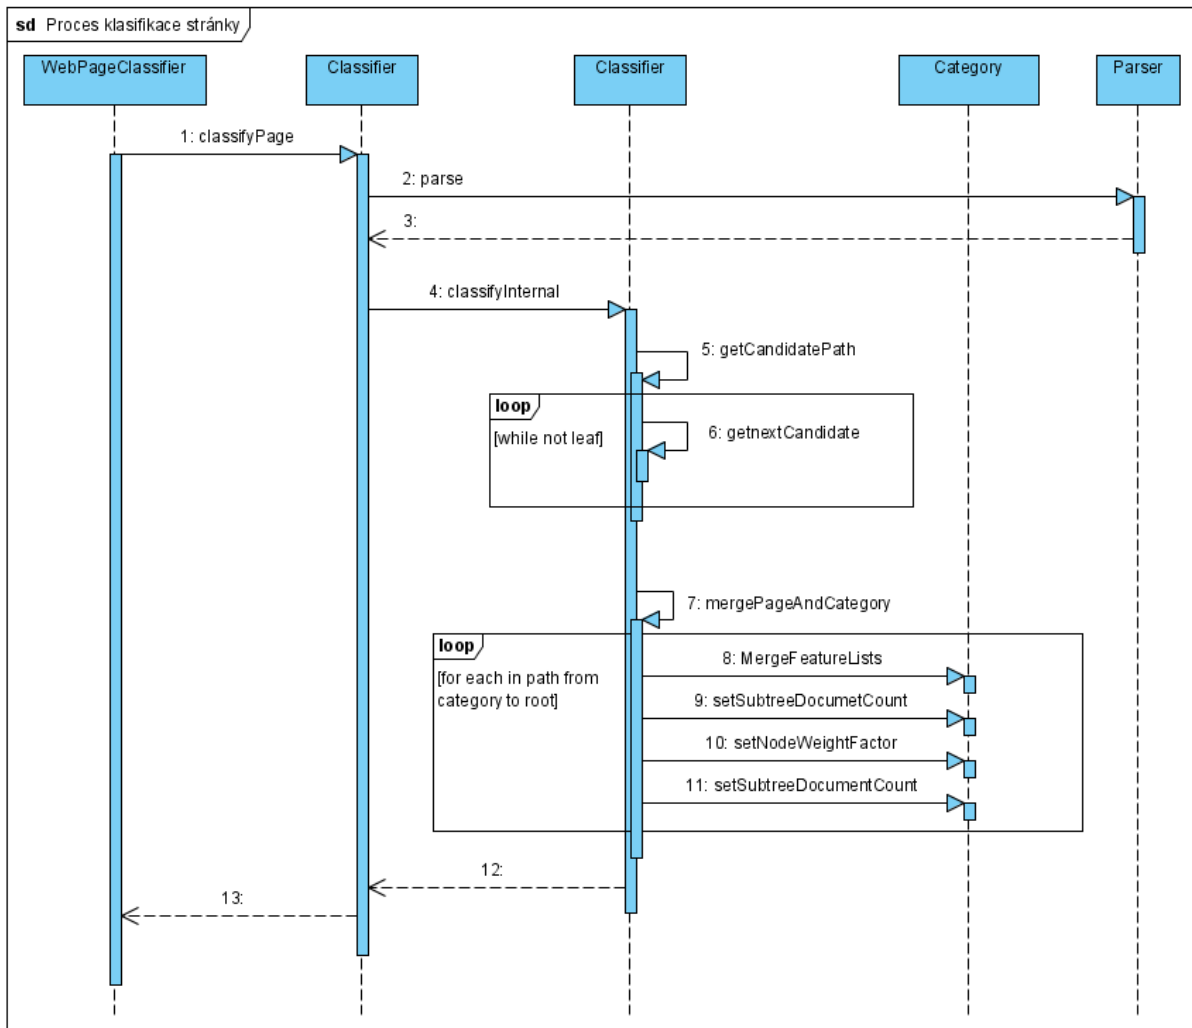 sd Proces klasifikace stránky
WebPageClassifier
Classifier
Classifier
Category
Parser
1: classifyPage
2: parse
3:
4: classifyInternal
5: getCandidatePath
loop
[while not leaf]
6: getnextCandidate
7: mergePageAndCategory
loop
[for each in path from
category to root]
8: MergeFeatureLists
9: setSubtreeDocumetCount
10: setNodeWeightFactor
11: setSubtreeDocumentCount
12:
13: